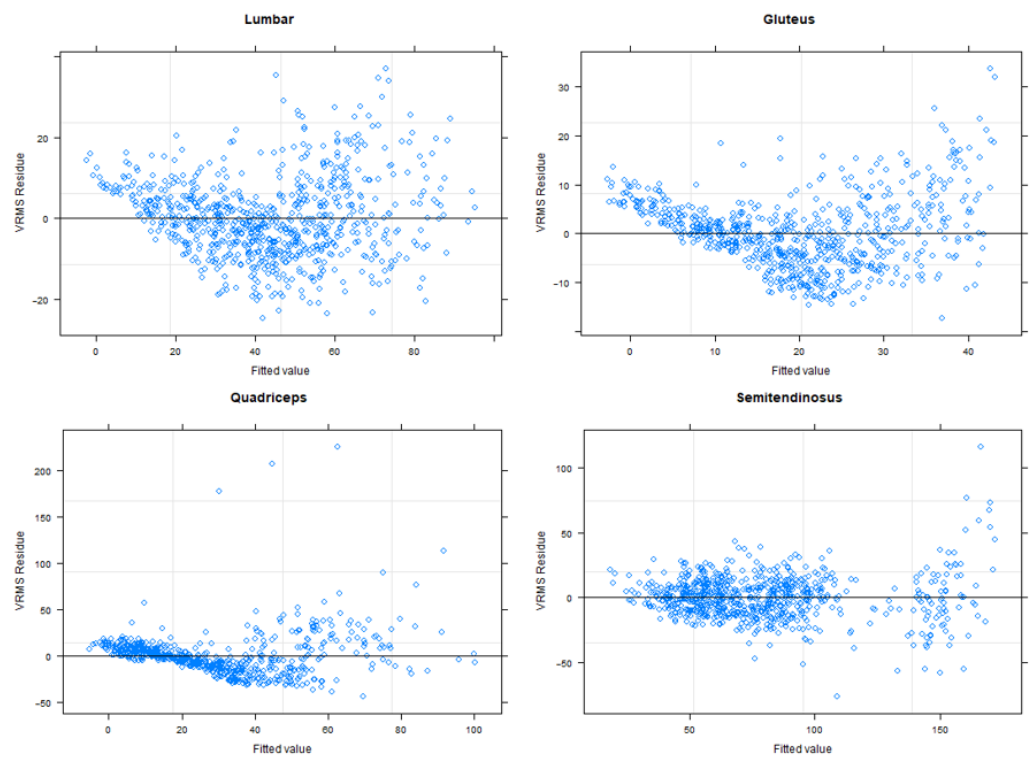 Lumbar
VRMS Residue
20
0
−20
0 20 40 60 80
Fitted value
Gluteus
VRMS Residue
30
20
10
0
−10
0 10 20 30 40
Fitted value
Quadriceps
VRMS Residue
200
150
100
50
0
−50
0 20 40 60 80 100
Fitted value
Semitendinosus
VRMS Residue
100
50
0
−50
50 100 150
Fitted value